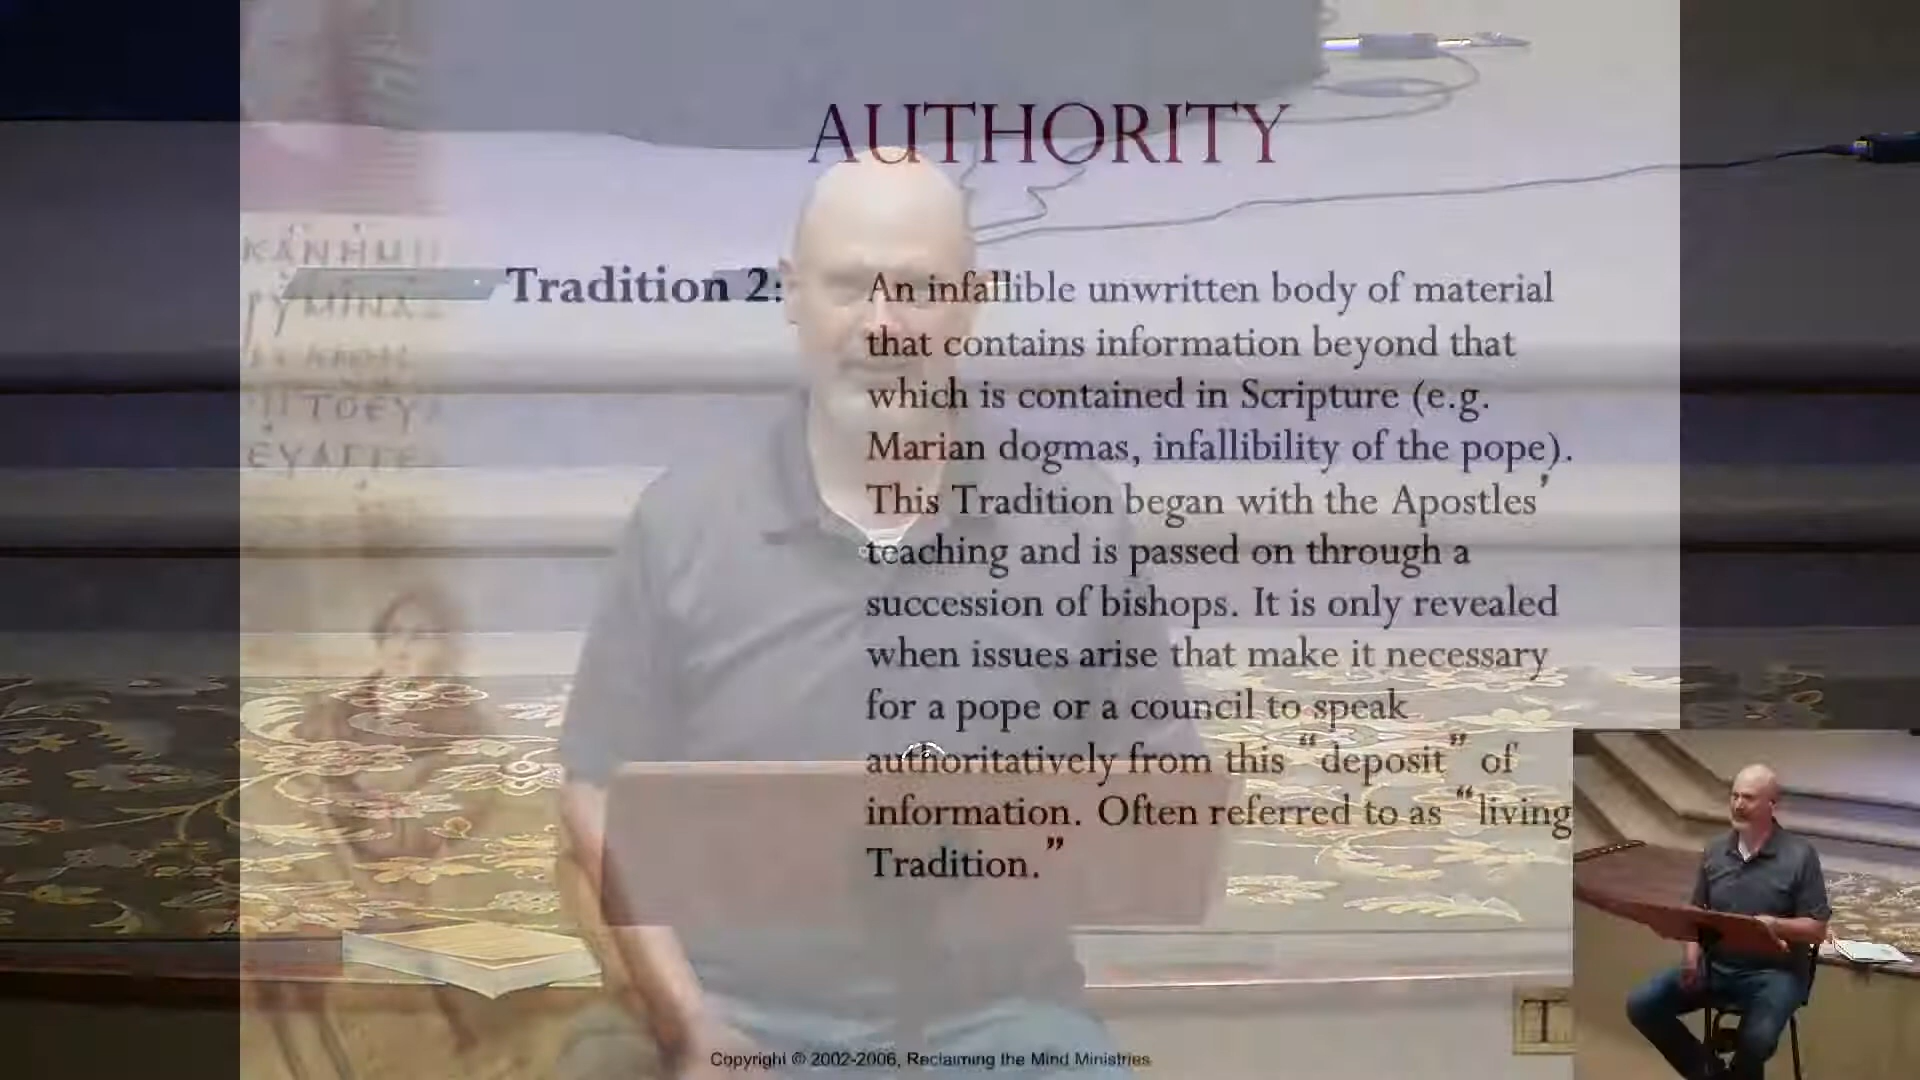 AUTHORITY
Tradition 2:
An infallible unwritten body of material
that contains information beyond that
which is contained in Scripture (e.g.
Marian dogmas, infallibility of the pope).
This Tradition began with the Apostles’
teaching and is passed on through a
succession of bishops. It is only revealed
when issues arise that make it necessary
for a pope or a council to speak
authoritatively from this “deposit” of
information. Often referred to as “living
Tradition.”
T
Copyright © 2002-2006, Reclaiming the Mind Ministries